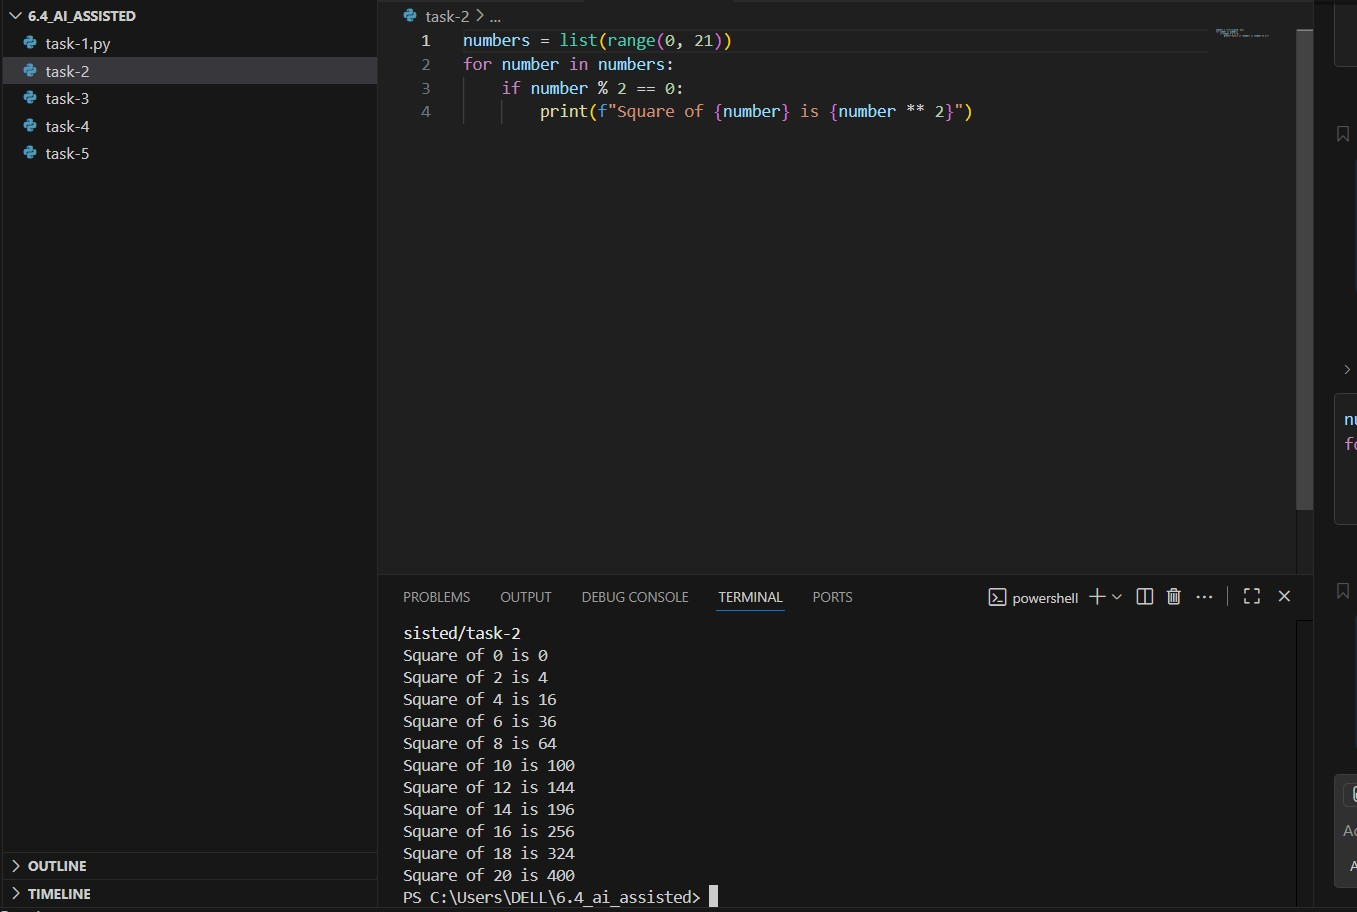 6.4_AI_ASSISTED
task-1.py
task-2
task-3
task-4
task-5
OUTLINE
TIMELINE
task-2 > ...
1 numbers = list(range(0, 21))
2 for number in numbers:
3 if number % 2 == 0:
4 print(f"Square of {number} is {number ** 2}")
PROBLEMS OUTPUT DEBUG CONSOLE TERMINAL PORTS powershell
sisted/task-2
Square of 0 is 0
Square of 2 is 4
Square of 4 is 16
Square of 6 is 36
Square of 8 is 64
Square of 10 is 100
Square of 12 is 144
Square of 14 is 196
Square of 16 is 256
Square of 18 is 324
Square of 20 is 400
PS C:\Users\DELL\6.4_ai_assisted>